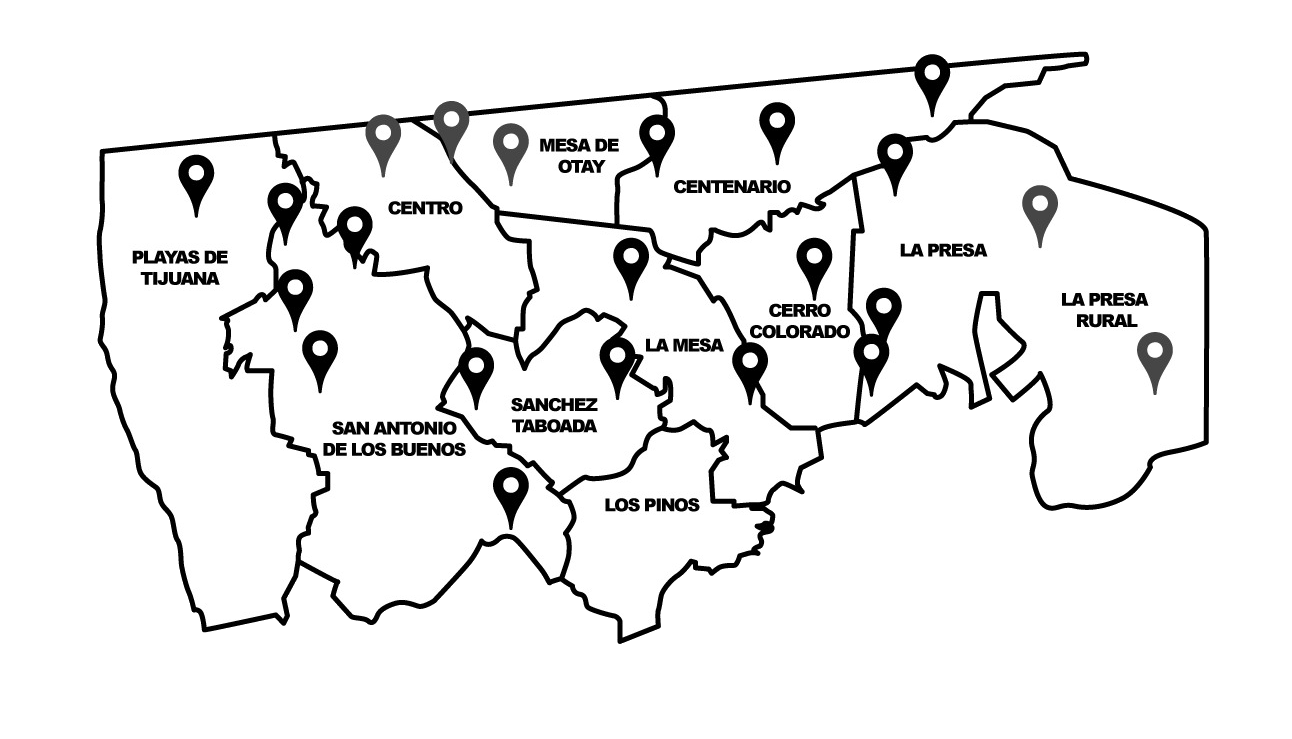 MESA DE
OTAY
CENTENARIO
CENTRO
PLAYAS DE
TIJUANA
LA PRESA
LA PRESA
RURAL
CERRO
COLORADO
LA MESA
SANCHEZ
TABOADA
SAN ANTONIO
DE LOS BUENOS
LOS PINOS